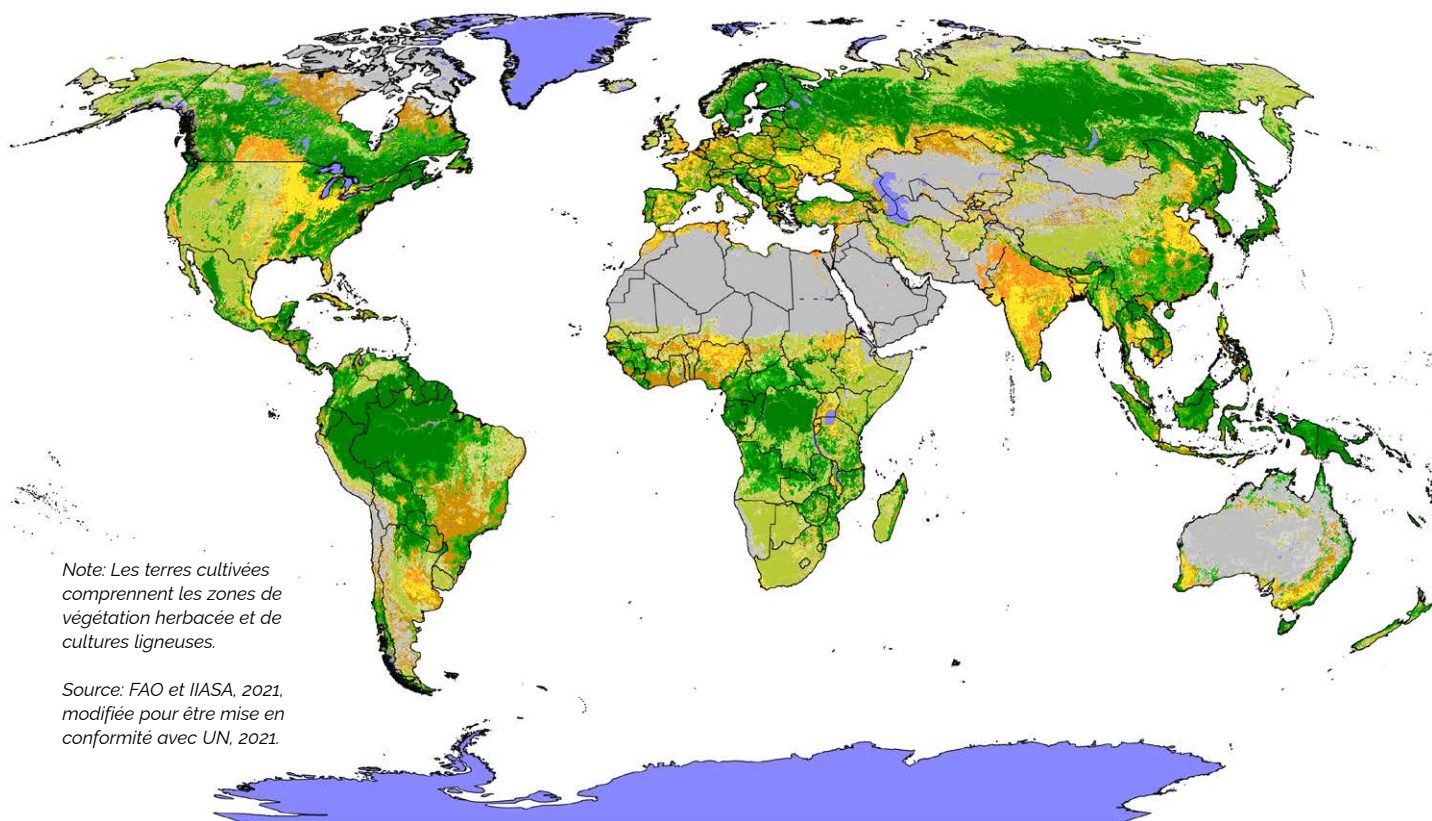 Note: Les terres cultivées
comprennent les zones de
végétation herbacée et de
cultures ligneuses.
Source: FAO et IIASA, 2021,
modifiée pour être mise en
conformité avec UN, 2021.